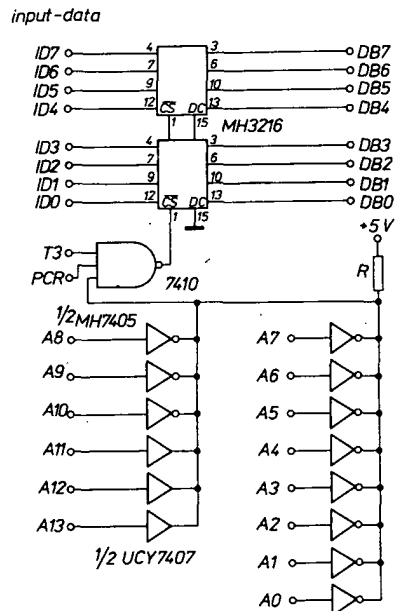 input-data
ID7 4 3 DB7
ID6 7 6 DB6
ID5 9 10 DB5
ID4 12 C̅S̅ DC 13 DB4
1 15 MH3216
ID3 4 3 DB3
ID2 7 6 DB2
ID1 9 10 DB1
ID0 12 C̅S̅ DC 13 DB0
1 15
+5 V
T3
PCR
R
7410
1/2 MH7405
A8 A7
A9 A6
A10 A5
A11 A4
A12 A3
A13 A2
1/2 UCY7407
A1
A0